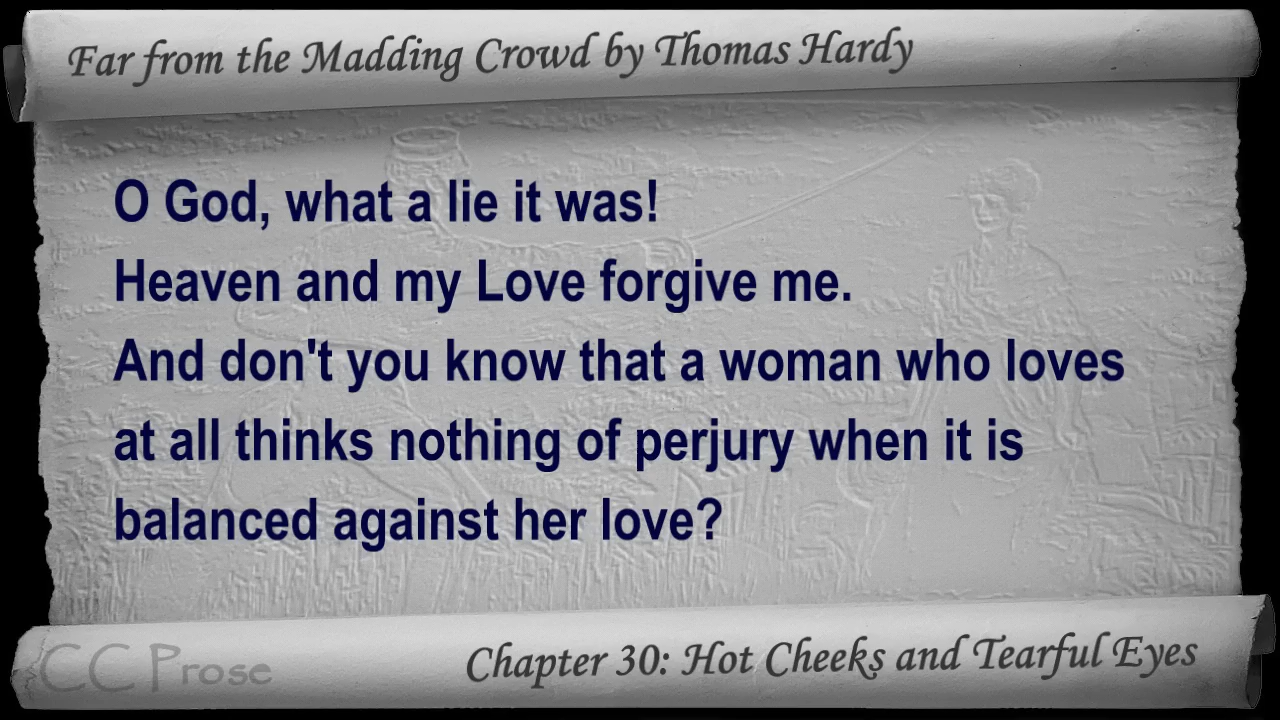 Far from the Madding Crowd by Thomas Hardy
O God, what a lie it was!
Heaven and my Love forgive me.
And don't you know that a woman who loves
at all thinks nothing of perjury when it is
balanced against her love?
CC Prose
Chapter 30: Hot Cheeks and Tearful Eyes